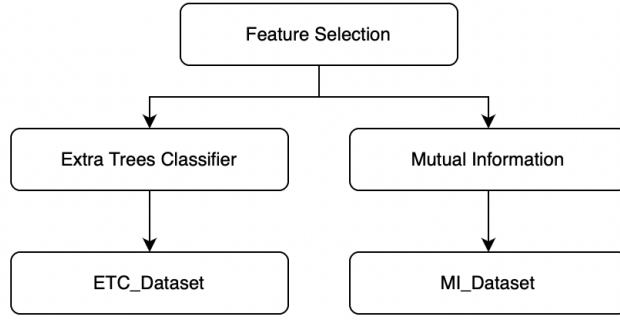 Feature Selection
Extra Trees Classifier
Mutual Information
ETC_Dataset
MI_Dataset